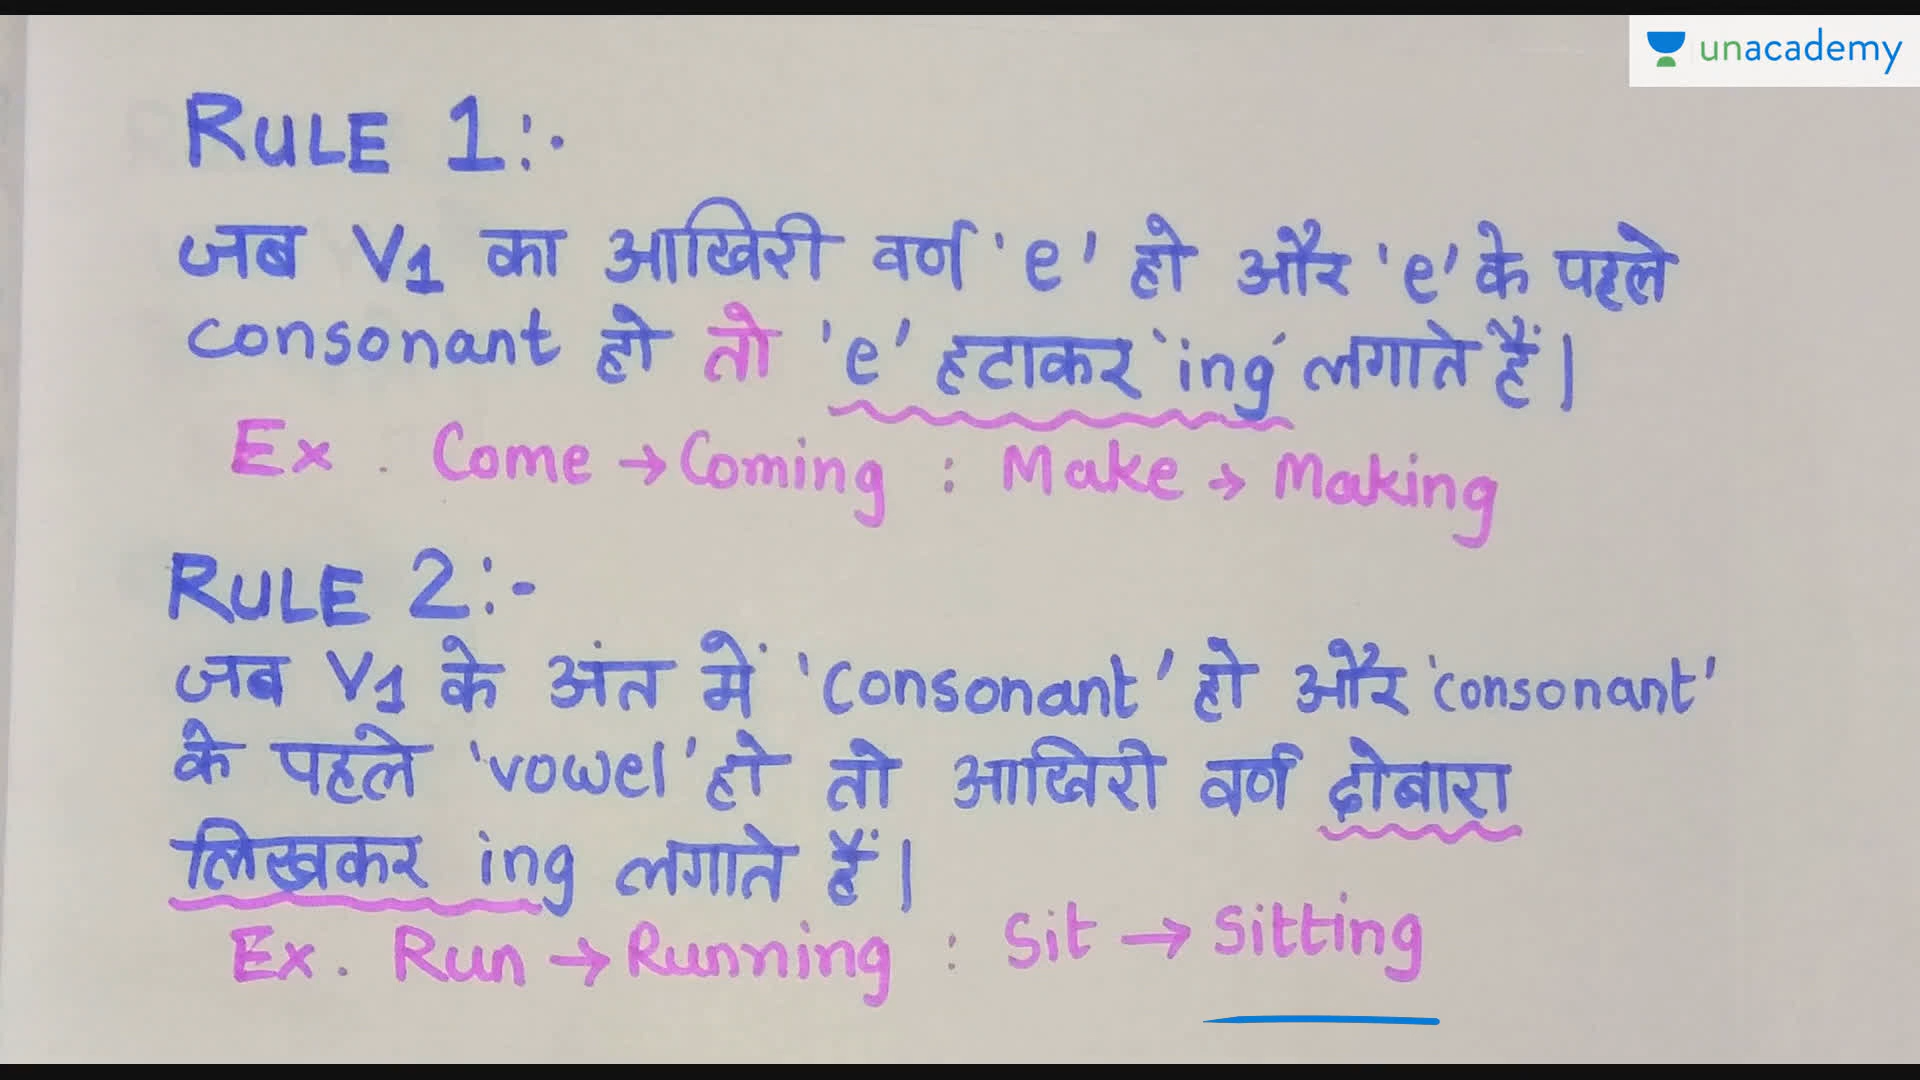 unacademy
RULE 1:-
जब V1 का आखिरी वर्ण 'e' हो और 'e' के पहले
consonant हो तो 'e' हटाकर 'ing' लगाते हैं।
Ex. Come → Coming : Make → Making
RULE 2:-
जब V1 के अंत में 'consonant' हो और 'consonant'
के पहले 'vowel' हो तो आखिरी वर्ण दोबारा
लिखकर ing लगाते हैं।
Ex. Run → Running : Sit → Sitting